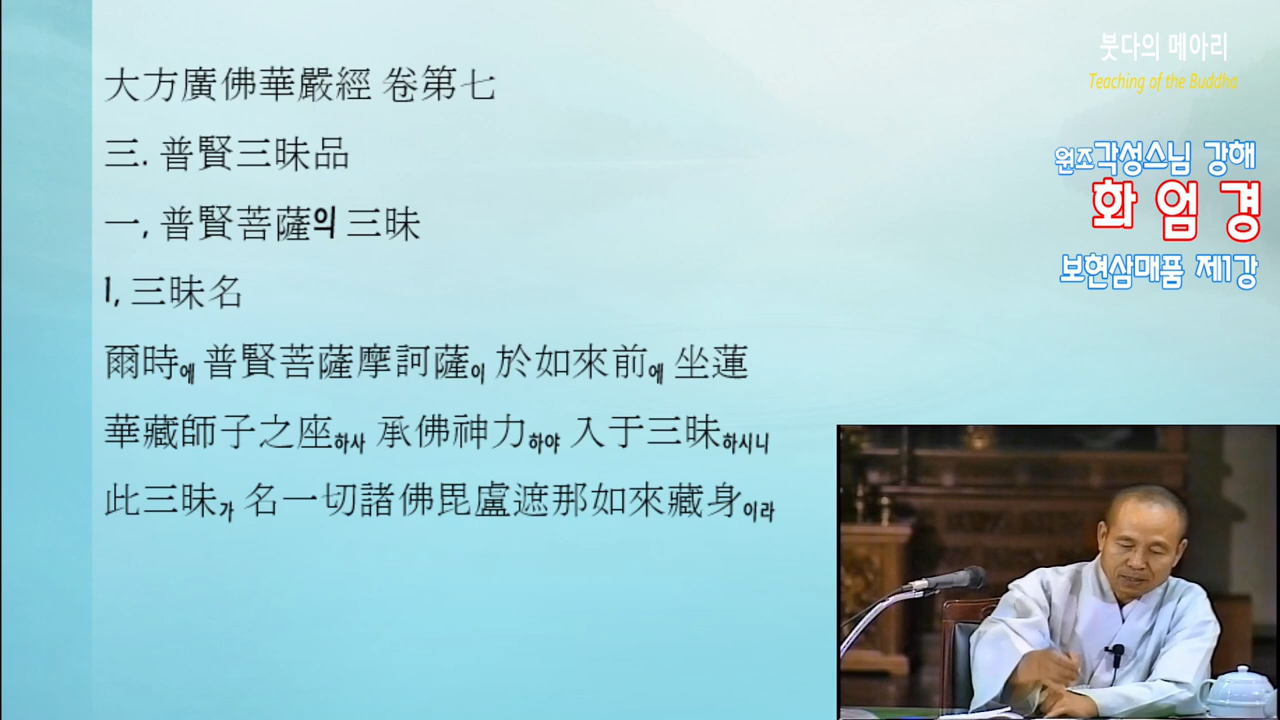 大方廣佛華嚴經 卷第七
三. 普賢三昧品
一, 普賢菩薩의 三昧
1, 三昧名
爾時에 普賢菩薩摩訶薩이 於如來前에 坐蓮
華藏師子之座하사 承佛神力하야 入于三昧하시니
此三昧가 名一切諸佛毘盧遮那如來藏身이라
붓다의 메아리
Teaching of the Buddha
원조각성스님 강해
화엄경
보현삼매품 제1강